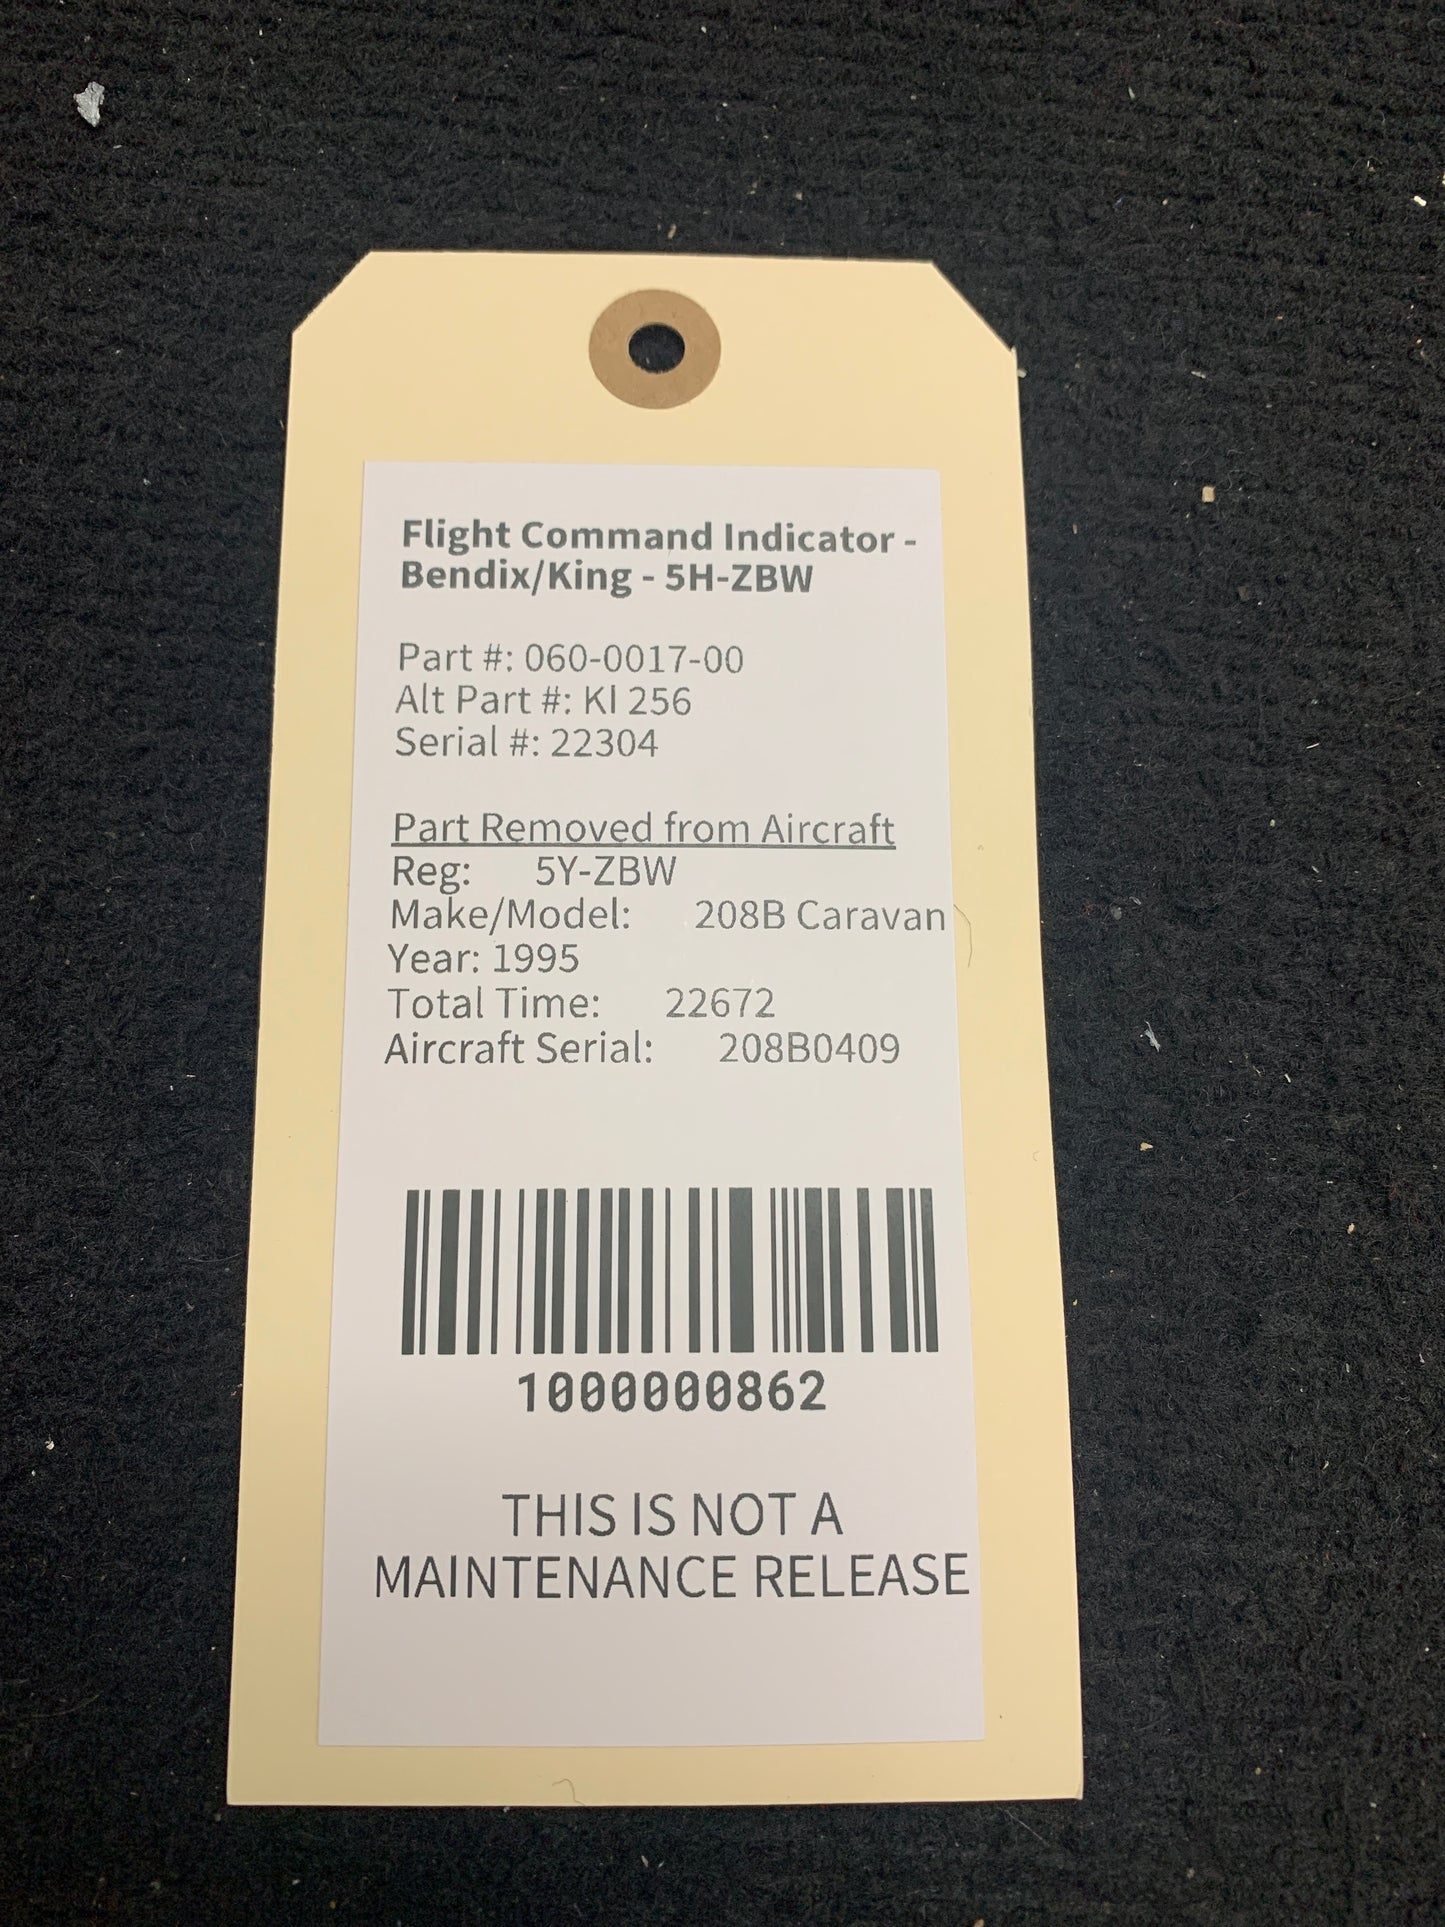 Flight Command Indicator -
Bendix/King - 5H-ZBW
Part #: 060-0017-00
Alt Part #: KI 256
Serial #: 22304
Part Removed from Aircraft
Reg: 5Y-ZBW
Make/Model: 208B Caravan
Year: 1995
Total Time: 22672
Aircraft Serial: 208B0409
1000000862
THIS IS NOT A
MAINTENANCE RELEASE